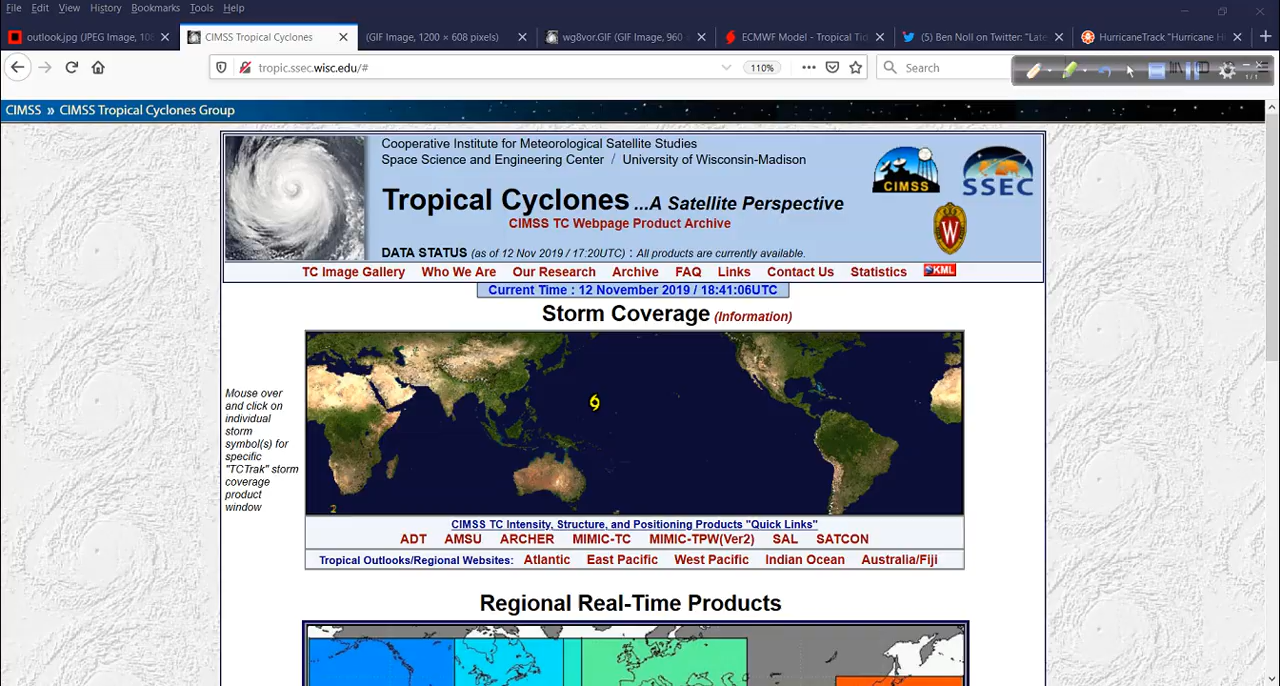 File Edit View History Bookmarks Tools Help
outlook.jpg (JPEG Image, 108
CIMSS Tropical Cyclones
(GIF Image, 1200 × 608 pixels)
wg8vor.GIF (GIF Image, 960
ECMWF Model - Tropical Tid
(5) Ben Noll on Twitter: "Late
HurricaneTrack "Hurricane H
tropic.ssec.wisc.edu/#
110%
Search
1/1
CIMSS » CIMSS Tropical Cyclones Group
Cooperative Institute for Meteorological Satellite Studies
Space Science and Engineering Center / University of Wisconsin-Madison
Tropical Cyclones ...A Satellite Perspective
CIMSS TC Webpage Product Archive
CIMSS
SSEC
W
DATA STATUS (as of 12 Nov 2019 / 17:20UTC) : All products are currently available.
TC Image Gallery Who We Are Our Research Archive FAQ Links Contact Us Statistics KML
Current Time : 12 November 2019 / 18:41:06UTC
Storm Coverage (Information)
Mouse over
and click on
individual
storm
symbol(s) for
specific
"TCTrak" storm
coverage
product
window
2
CIMSS TC Intensity, Structure, and Positioning Products "Quick Links"
ADT AMSU ARCHER MIMIC-TC MIMIC-TPW(Ver2) SAL SATCON
Tropical Outlooks/Regional Websites: Atlantic East Pacific West Pacific Indian Ocean Australia/Fiji
Regional Real-Time Products